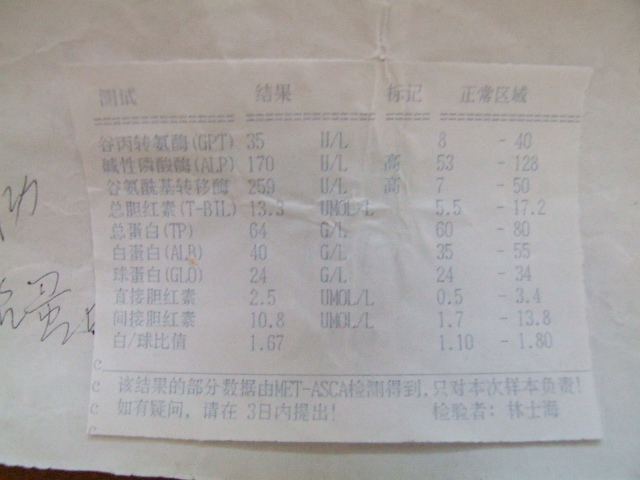 测试 结果 标记 正常区域
谷丙转氨酶(GPT) 35 U/L 8 - 40
碱性磷酸酶(ALP) 170 U/L 高 53 - 128
谷氨酰基转移酶 259 U/L 高 7 - 50
总胆红素(T-BIL) 13.3 UMOL/L 5.5 - 17.2
总蛋白(TP) 64 G/L 60 - 80
白蛋白(ALB) 40 G/L 35 - 55
球蛋白(GLO) 24 G/L 24 - 34
直接胆红素 2.5 UMOL/L 0.5 - 3.4
间接胆红素 10.8 UMOL/L 1.7 - 13.8
白/球比值 1.67 1.10 - 1.80
该结果的部分数据由MET-ASCA检测得到,只对本次样本负责!
如有疑问, 请在 3日内提出! 检验者: 林士海
功
量